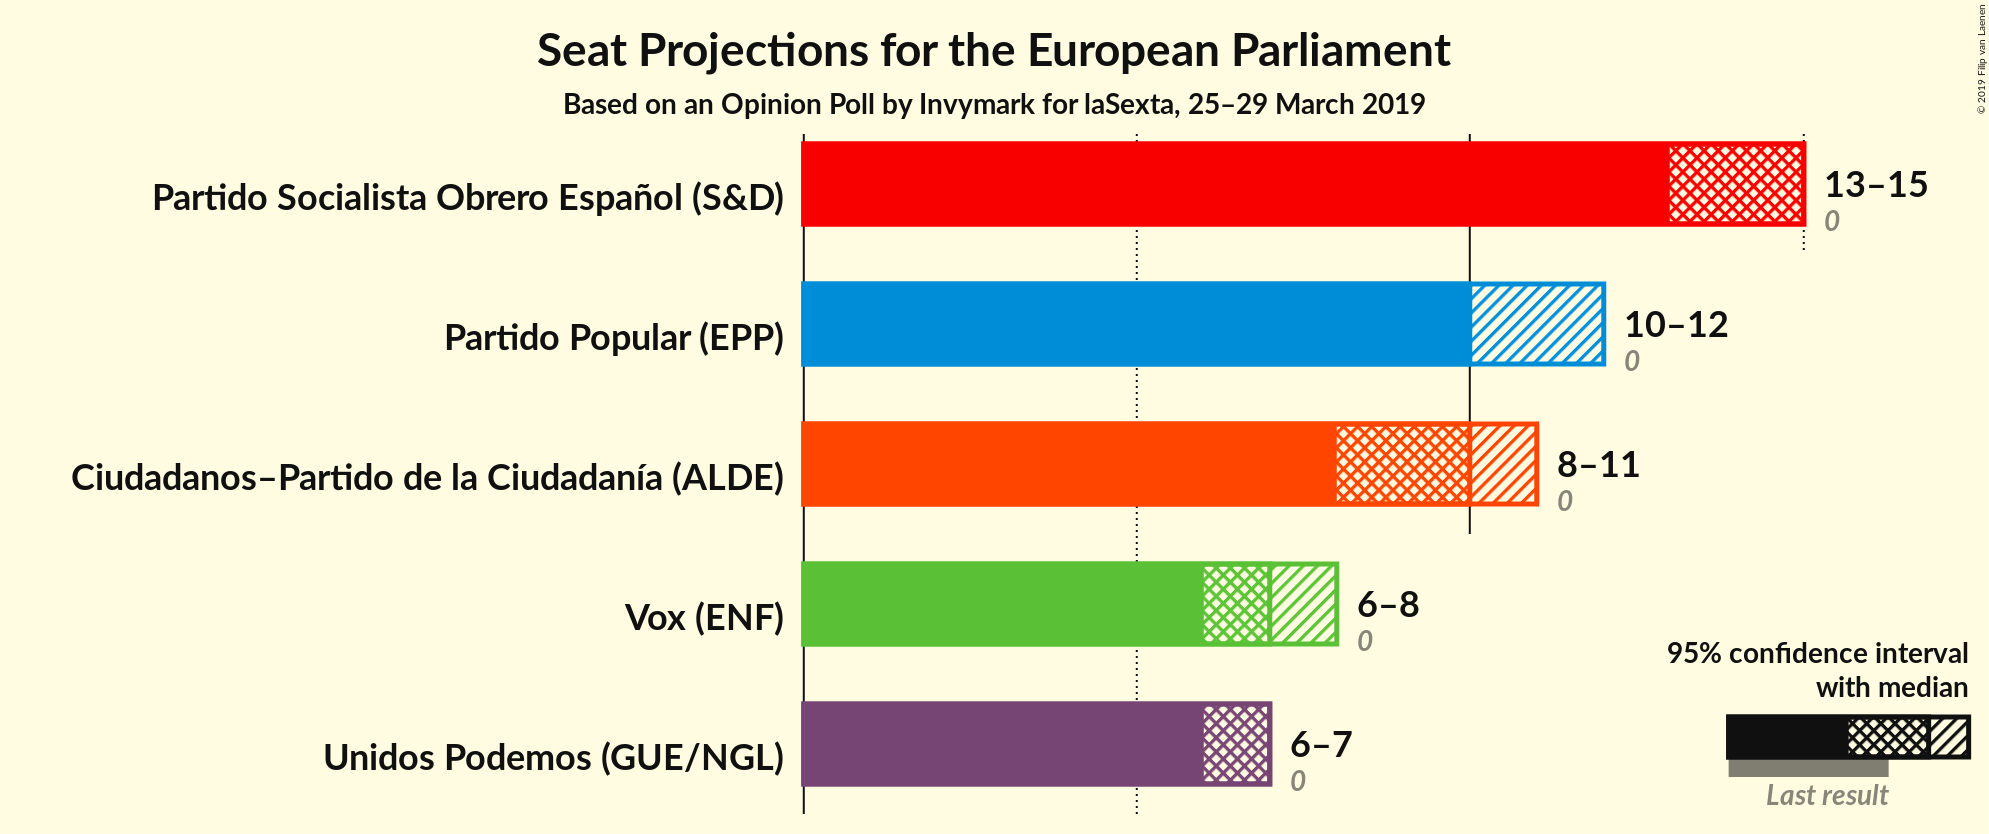 Seat Projections for the European Parliament
Based on an Opinion Poll by Invymark for laSexta, 25–29 March 2019
© 2019 Filip van Laenen
Partido Socialista Obrero Español (S&D)
13–15
0
Partido Popular (EPP)
10–12
0
Ciudadanos–Partido de la Ciudadanía (ALDE)
8–11
0
Vox (ENF)
6–8
0
Unidos Podemos (GUE/NGL)
6–7
0
95% confidence interval
with median
Last result